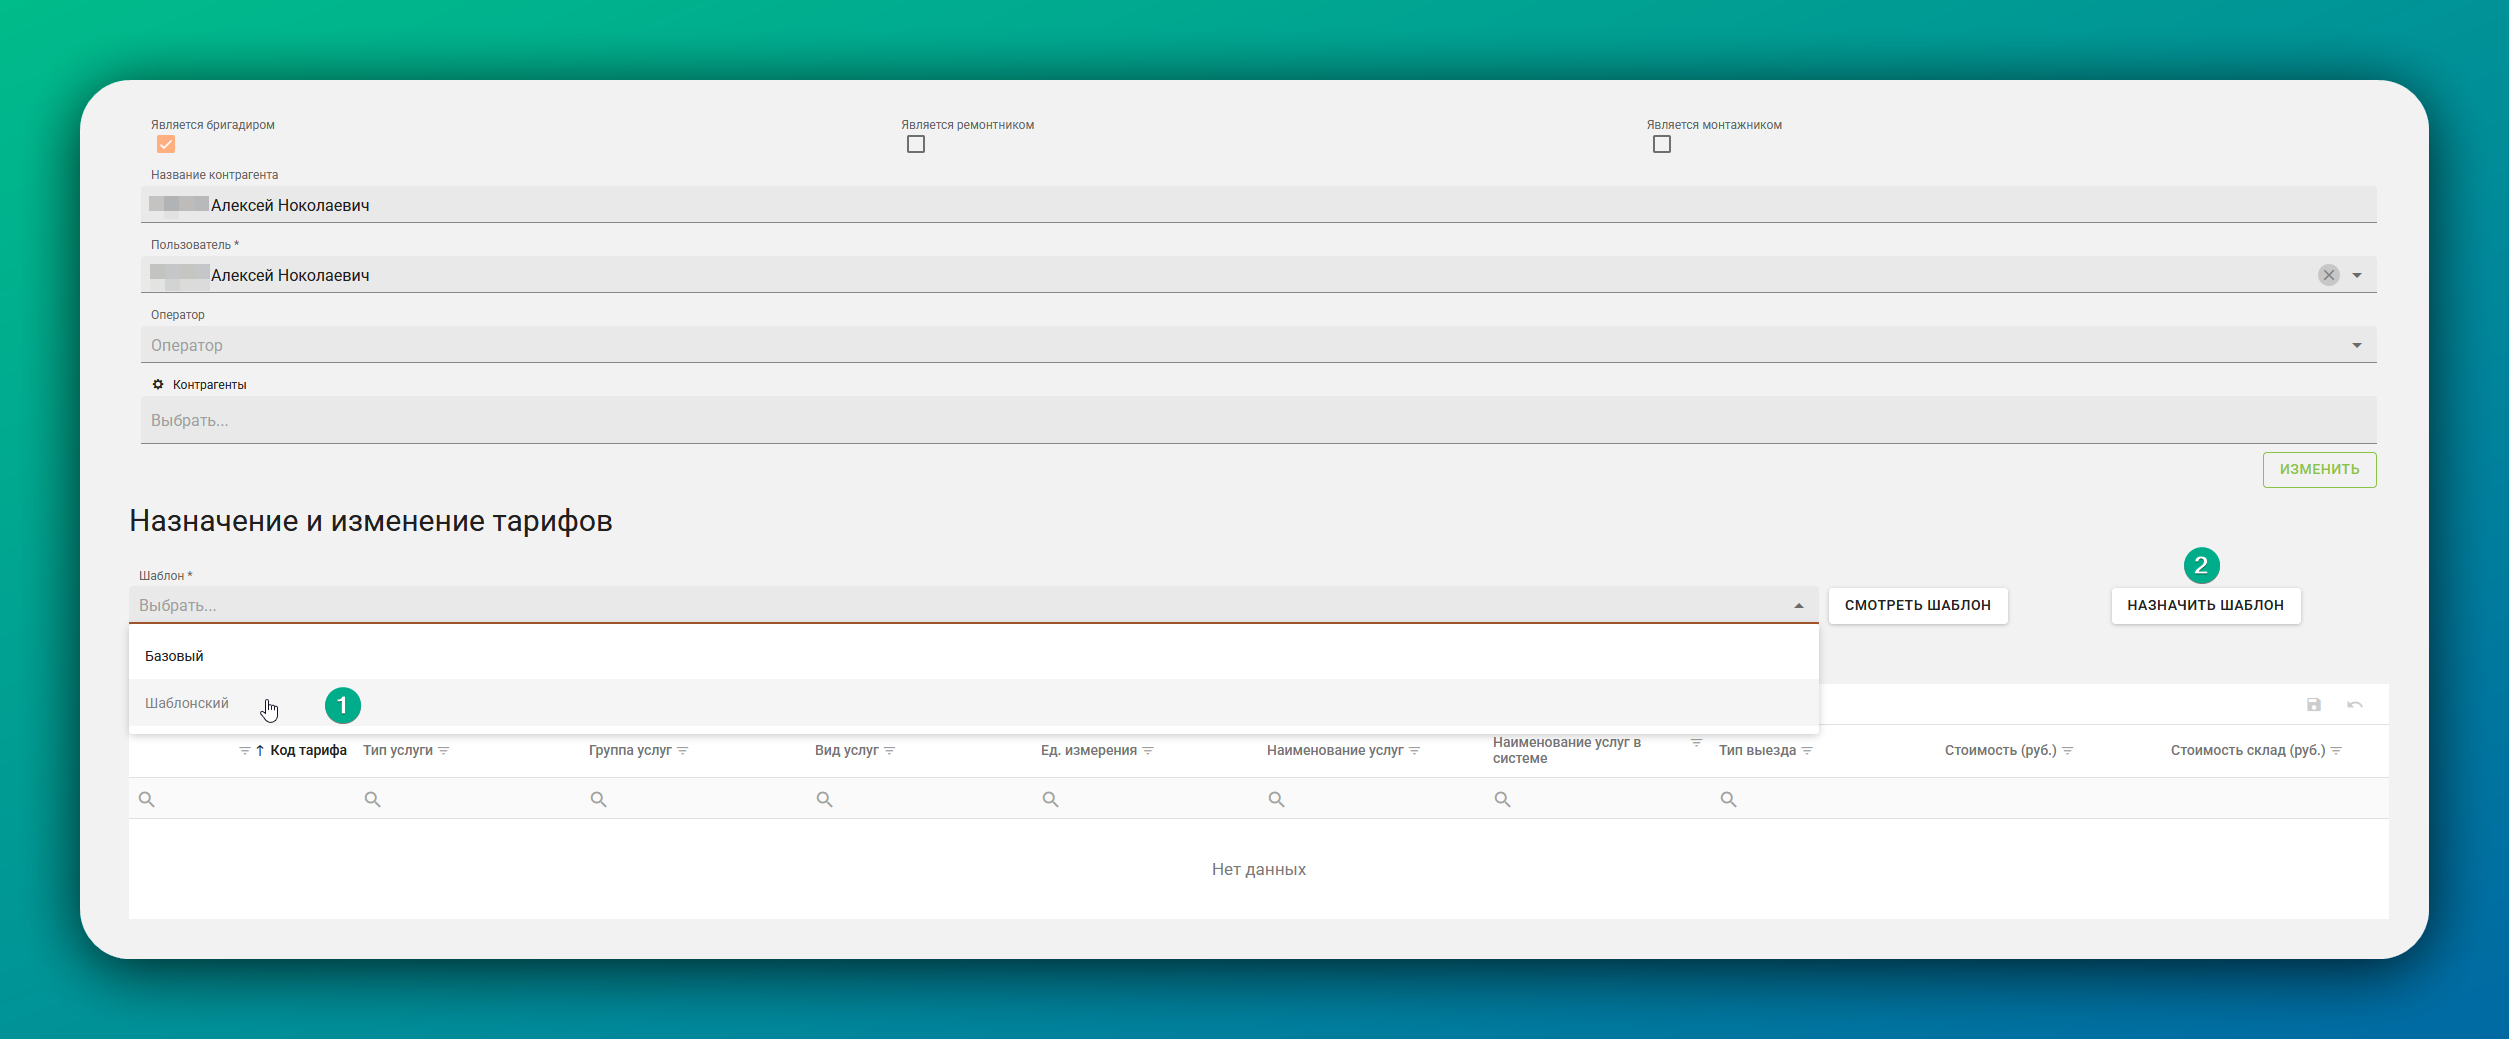 Является бригадиром
Является ремонтником
Является монтажником
Название контрагента
Алексей Ноколаевич
Пользователь *
Алексей Ноколаевич
Оператор
Оператор
Контрагенты
Выбрать...
ИЗМЕНИТЬ
Назначение и изменение тарифов
2
Шаблон *
Выбрать...
СМОТРЕТЬ ШАБЛОН
НАЗНАЧИТЬ ШАБЛОН
Базовый
Шаблонский
1
Код тарифа
Тип услуги
Группа услуг
Вид услуг
Ед. измерения
Наименование услуг
Наименование услуг в
системе
Тип выезда
Стоимость (руб.)
Стоимость склад (руб.)
Нет данных